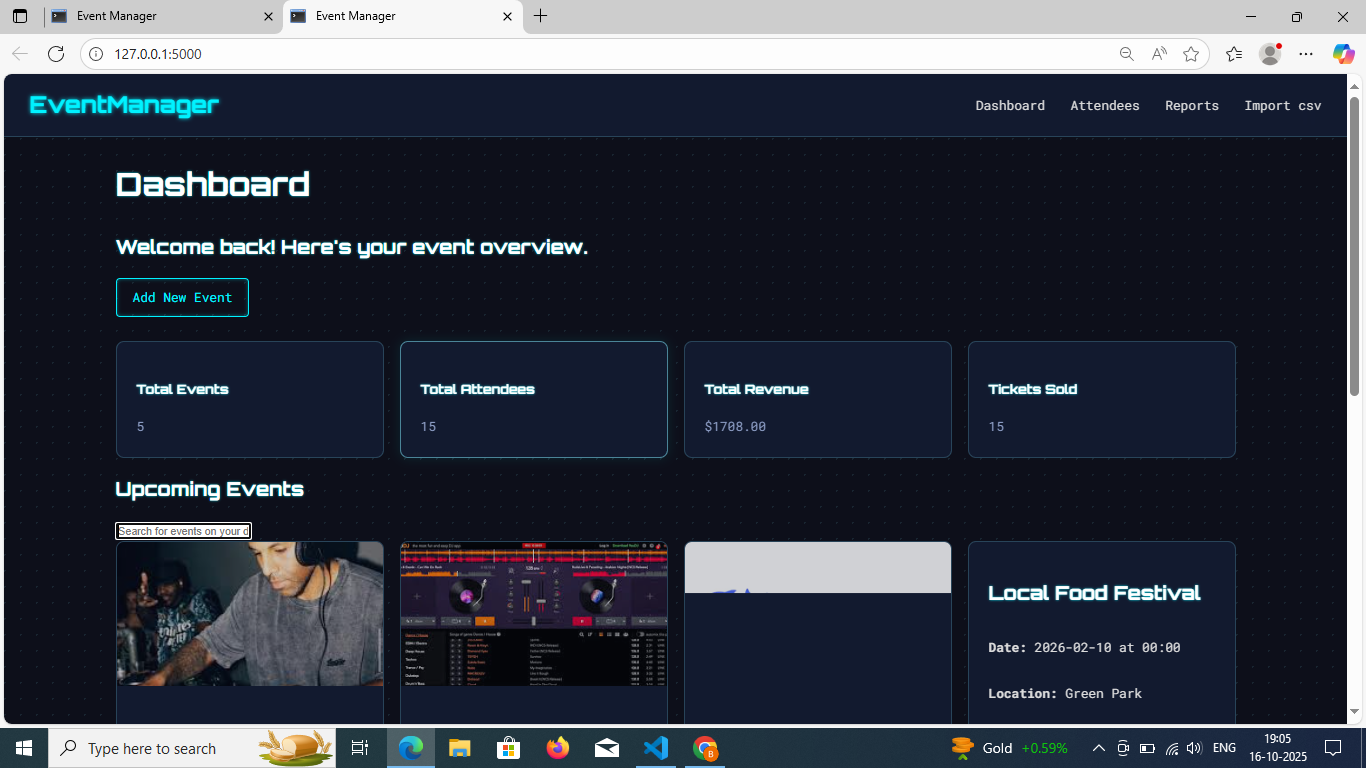 Event Manager
Event Manager
127.0.0.1:5000
EventManager
Dashboard Attendees Reports Import csv
Dashboard
Welcome back! Here's your event overview.
Add New Event
Total Events Total Attendees Total Revenue Tickets Sold
5 15 $1708.00 15
Upcoming Events
Search for events on your d
Local Food Festival
Date: 2026-02-10 at 00:00
Location: Green Park
Type here to search
Gold +0.59%
ENG
19:05
16-10-2025